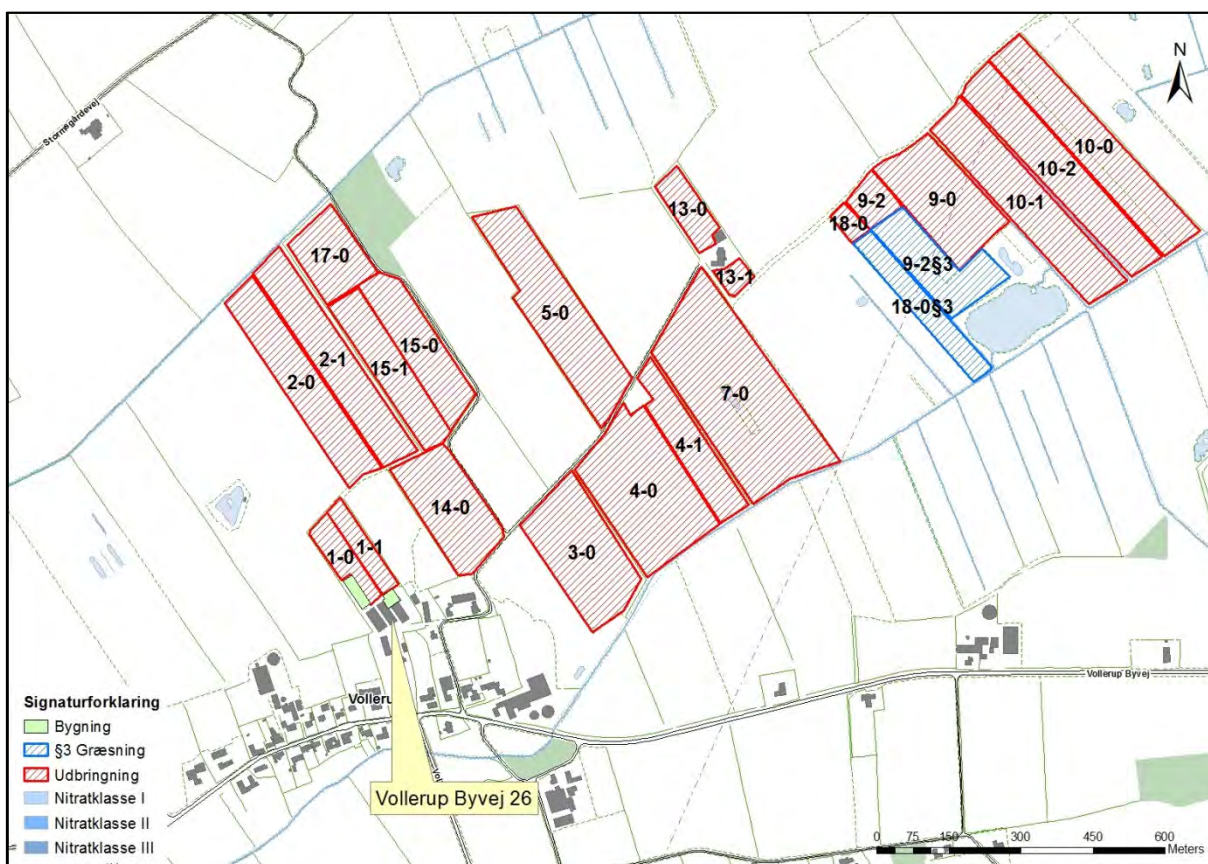 N
Stormøgårdevej
10-0
10-2
13-0
9-2
9-0
10-1
18-0
17-0
13-1
9-2§3
18-0§3
5-0
2-1
15-0
2-0
15-1
7-0
4-1
4-0
14-0
3-0
1-1
1-0
Vollerup Byvej
Volleru
Vol
Vollerup Byvej 26
Signaturforklaring
Bygning
§3 Græsning
Udbringning
Nitratklasse I
Nitratklasse II
Nitratklasse III
0 75 150 300 450 600
Meters